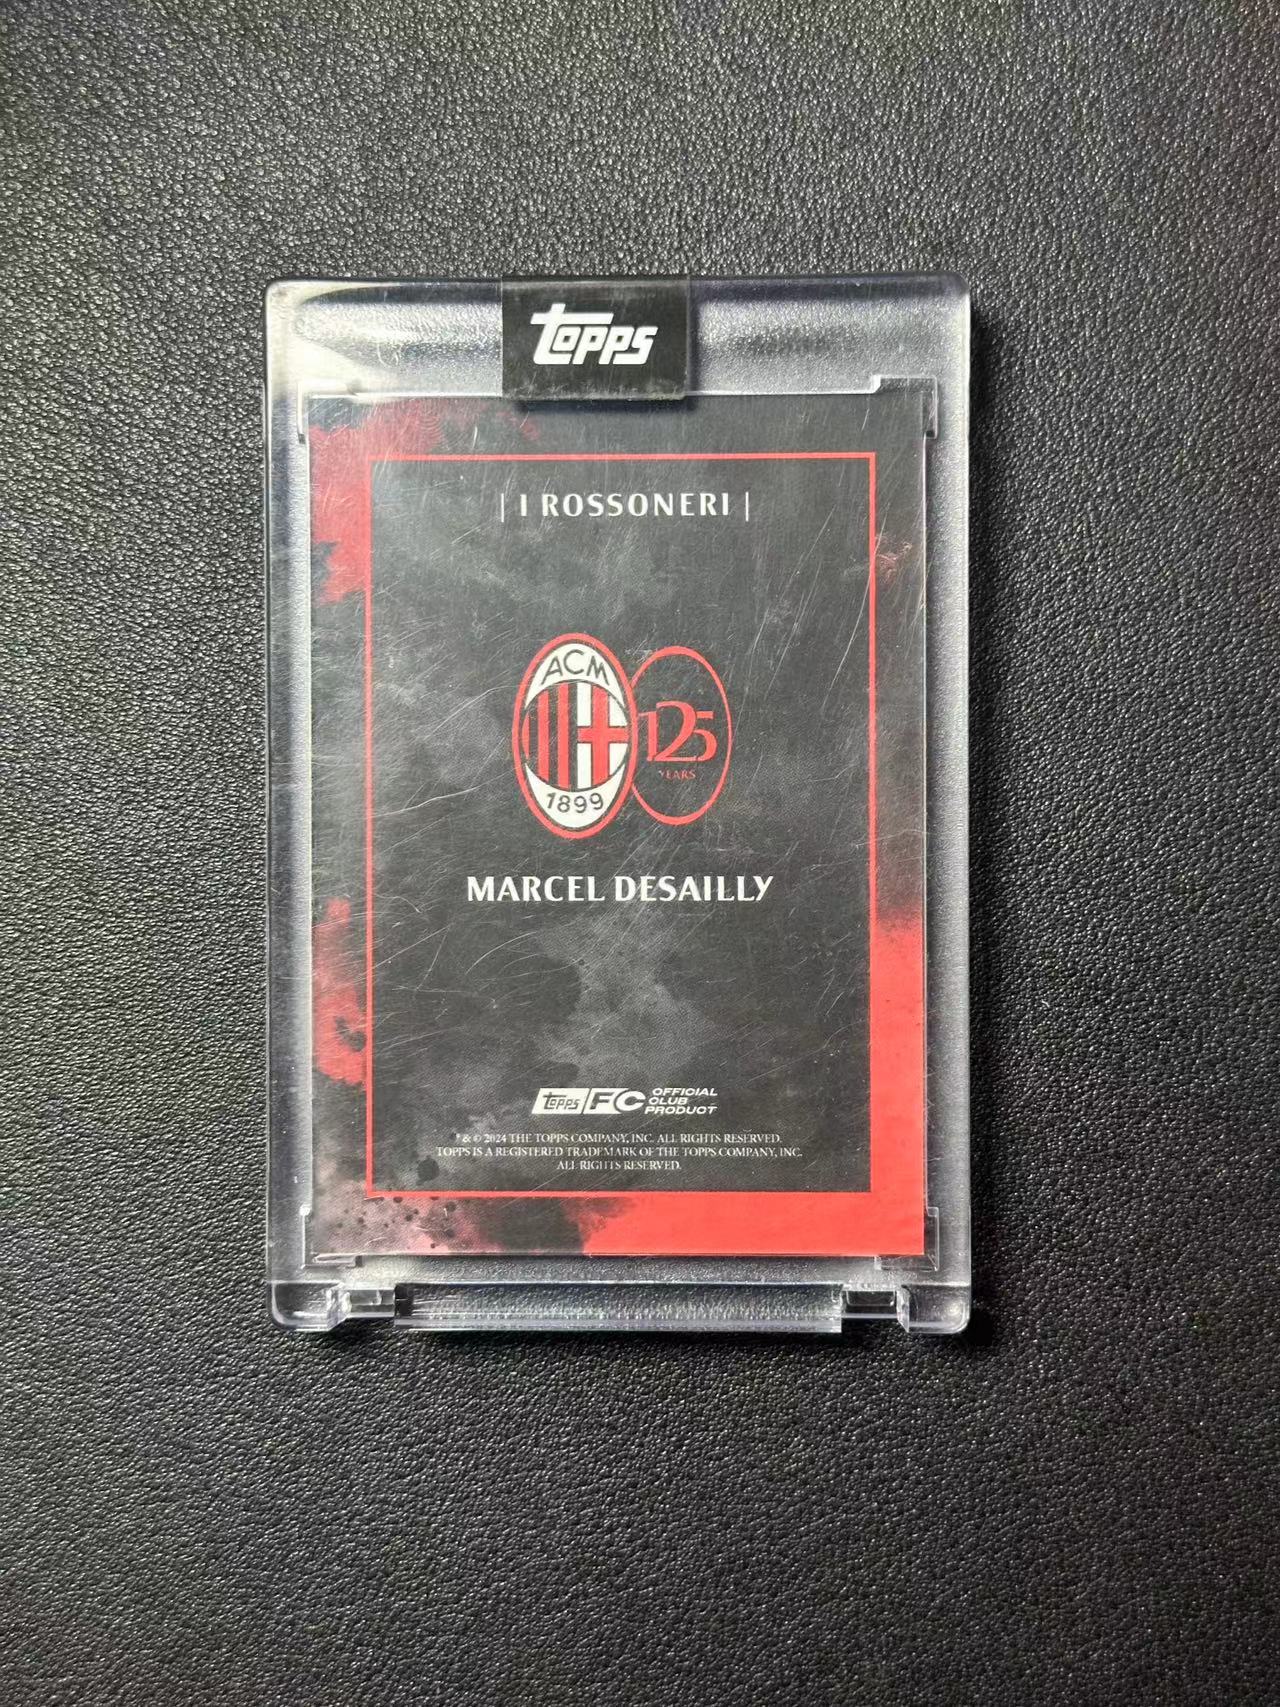 Topps
| I ROSSONERI |
ACM
1899
125
YEARS
MARCEL DESAILLY
Topps FC OFFICIAL
CLUB
PRODUCT
® & © 2024 THE TOPPS COMPANY, INC. ALL RIGHTS RESERVED.
TOPPS IS A REGISTERED TRADEMARK OF THE TOPPS COMPANY, INC.
ALL RIGHTS RESERVED.